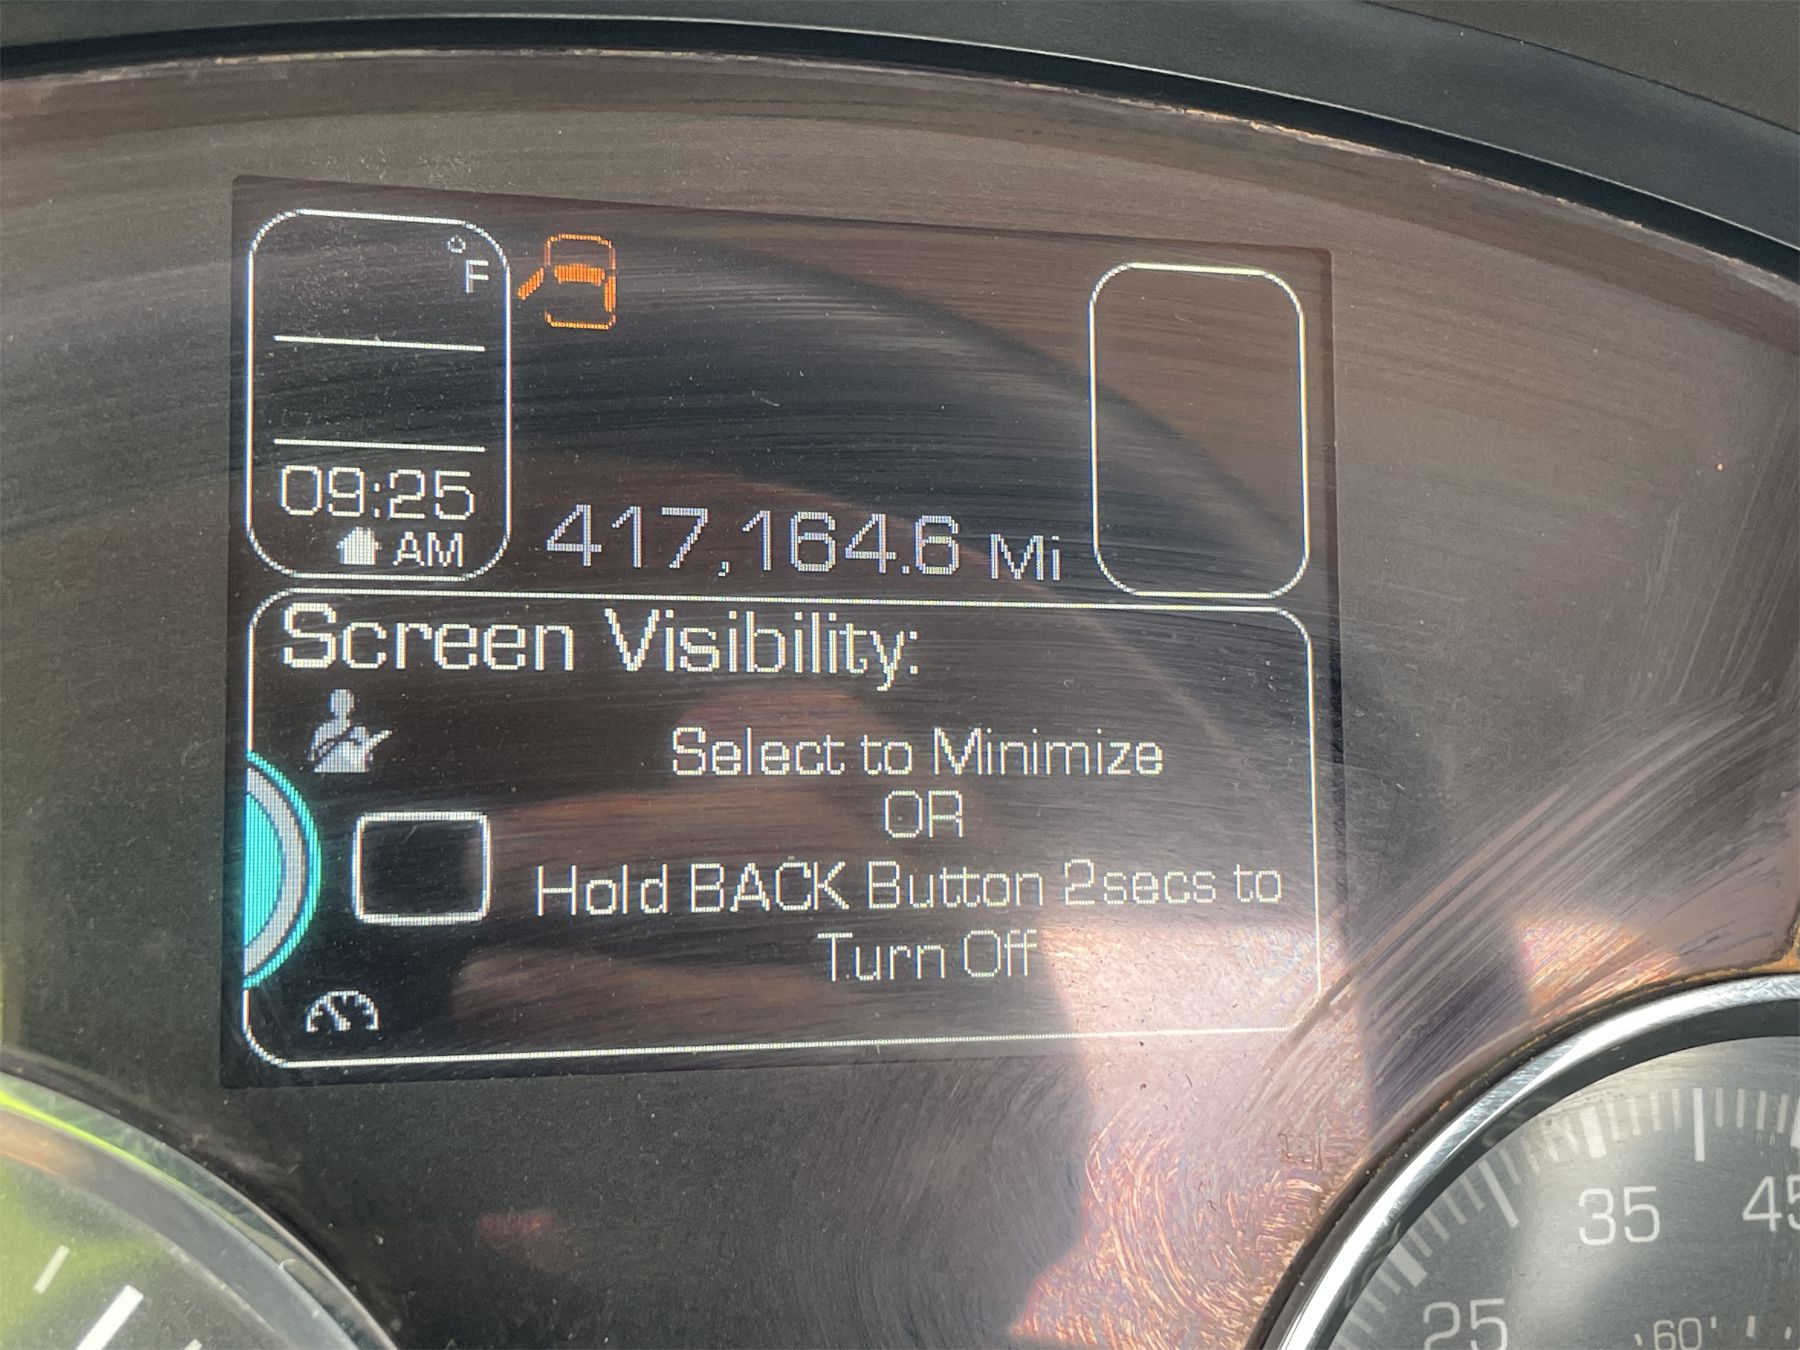 °F
09:25
AM
417,164.6 Mi
Screen Visibility:
Select to Minimize
OR
Hold BACK Button 2secs to
Turn Off
35
45
25
60